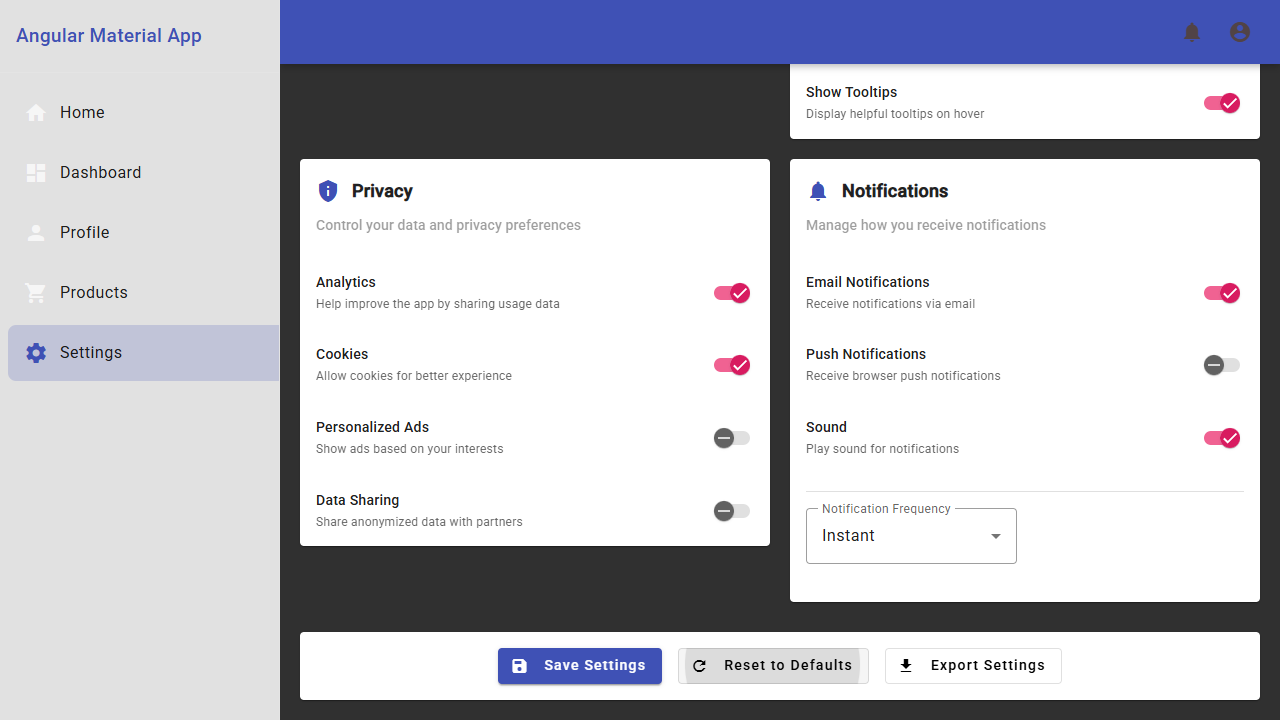 Angular Material App
Home
Dashboard
Profile
Products
Settings
Show Tooltips
Display helpful tooltips on hover
Privacy
Control your data and privacy preferences
Analytics
Help improve the app by sharing usage data
Cookies
Allow cookies for better experience
Personalized Ads
Show ads based on your interests
Data Sharing
Share anonymized data with partners
Notifications
Manage how you receive notifications
Email Notifications
Receive notifications via email
Push Notifications
Receive browser push notifications
Sound
Play sound for notifications
Notification Frequency
Instant
Save Settings
Reset to Defaults
Export Settings